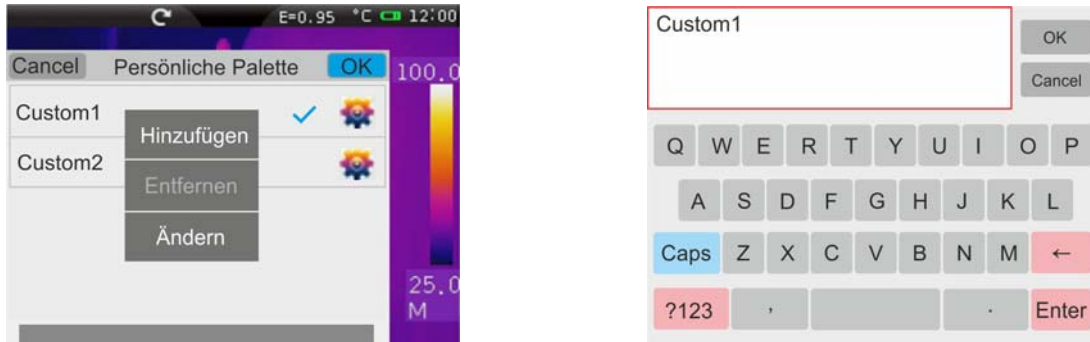 E=0.95 °C 12:00
Cancel Persönliche Palette OK
100.0
Custom1
Hinzufügen
Custom2
Entfernen
Ändern
25.0
M
Custom1
OK
Cancel
Q W E R T Y U I O P
A S D F G H J K L
Caps Z X C V B N M ←
?123 , . Enter